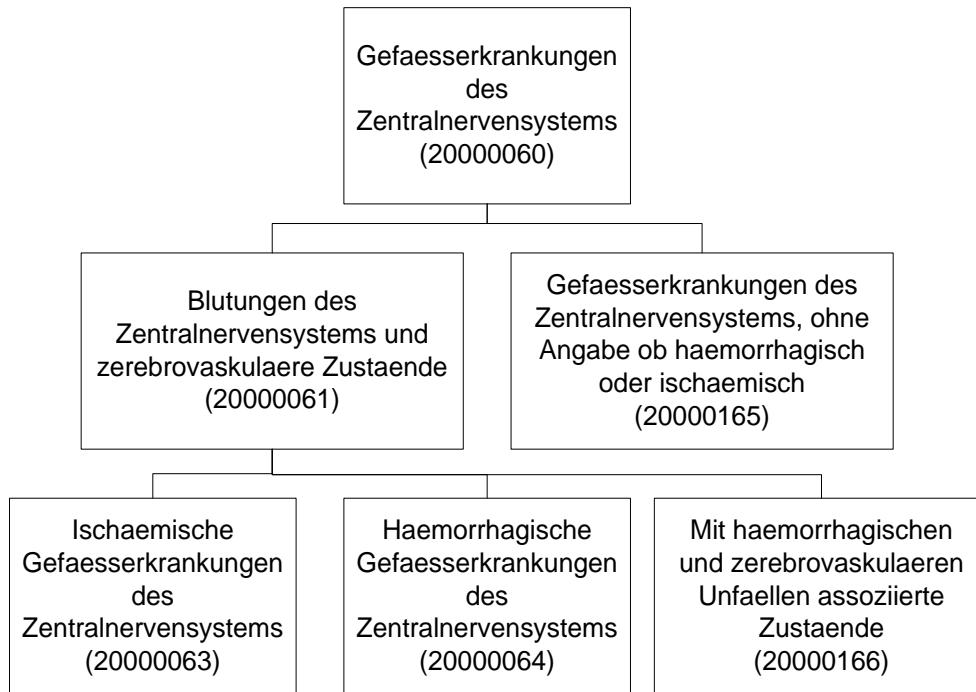 Gefaesserkrankungen
des
Zentralnervensystems
(20000060)
Blutungen des
Zentralnervensystems und
zerebrovaskulaere Zustaende
(20000061)
Gefaesserkrankungen des
Zentralnervensystems, ohne
Angabe ob haemorrhagisch
oder ischaemisch
(20000165)
Ischaemische
Gefaesserkrankungen
des
Zentralnervensystems
(20000063)
Haemorrhagische
Gefaesserkrankungen
des
Zentralnervensystems
(20000064)
Mit haemorrhagischen
und zerebrovaskulaeren
Unfaellen assoziierte
Zustaende
(20000166)